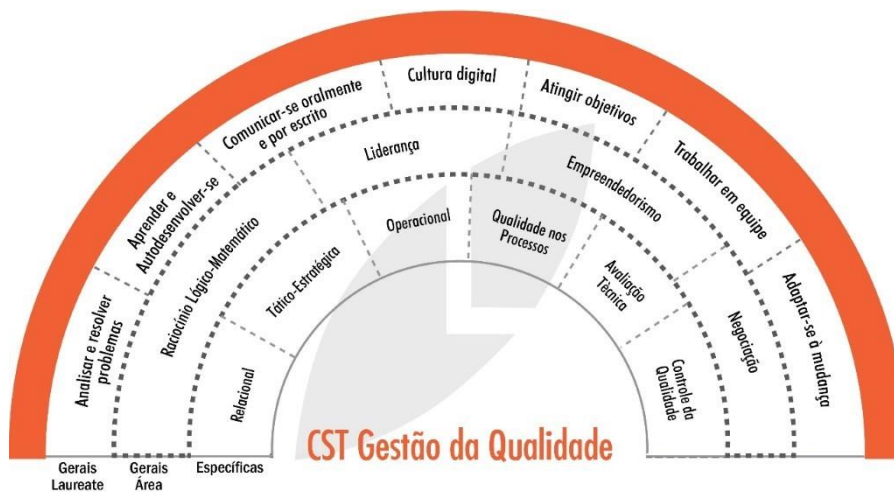 Analisar e resolver
problemas
Aprender e
Autodesenvolver-se
Comunicar-se oralmente
e por escrito
Cultura digital
Atingir objetivos
Trabalhar em equipe
Adaptar-se à mudança
Raciocínio Lógico-Matemático
Liderança
Empreendedorismo
Negociação
Relacional
Tático-Estratégica
Operacional
Qualidade nos
Processos
Avaliação
Técnica
Controle da
Qualidade
CST Gestão da Qualidade
Gerais
Laureate
Gerais
Área
Específicas